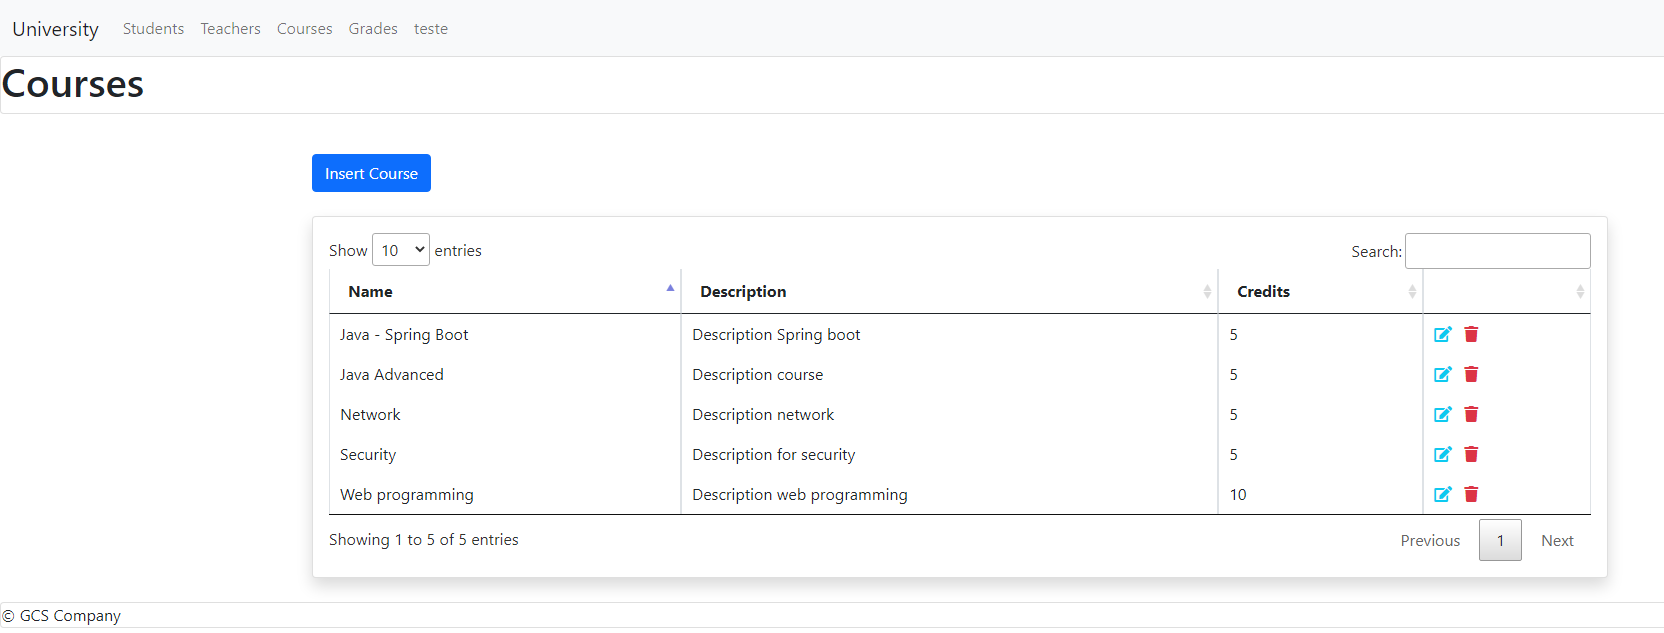 University Students Teachers Courses Grades teste
Courses
Insert Course
Show 10 entries Search:
Name Description Credits
Java - Spring Boot Description Spring boot 5
Java Advanced Description course 5
Network Description network 5
Security Description for security 5
Web programming Description web programming 10
Showing 1 to 5 of 5 entries Previous 1 Next
© GCS Company